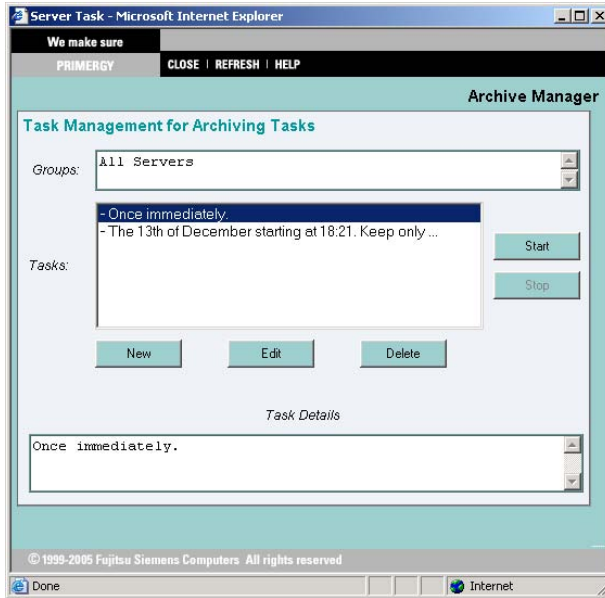 Server Task - Microsoft Internet Explorer
We make sure
PRIMERGY CLOSE | REFRESH | HELP
Archive Manager
Task Management for Archiving Tasks
Groups: All Servers
- Once immediately.
- The 13th of December starting at 18:21. Keep only ...
Tasks:
Start
Stop
New Edit Delete
Task Details
Once immediately.
© 1999-2005 Fujitsu Siemens Computers All rights reserved
Done Internet